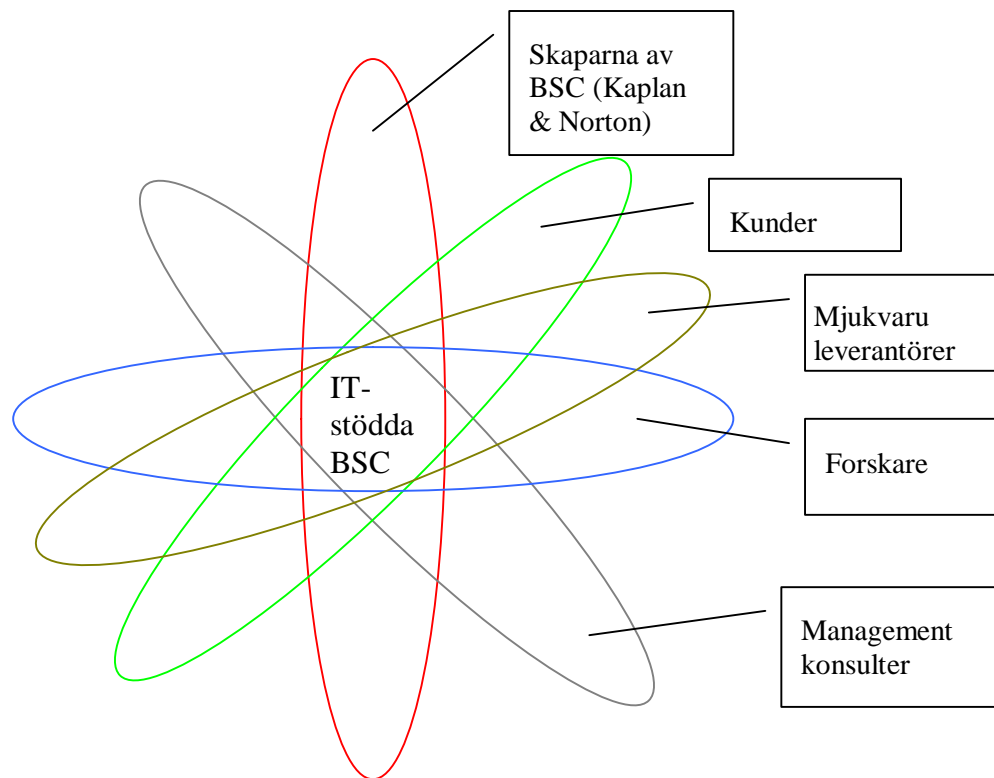 Skaparna av
BSC (Kaplan
& Norton)
Kunder
Mjukvaru
leverantörer
IT-
stödda
BSC
Forskare
Management
konsulter